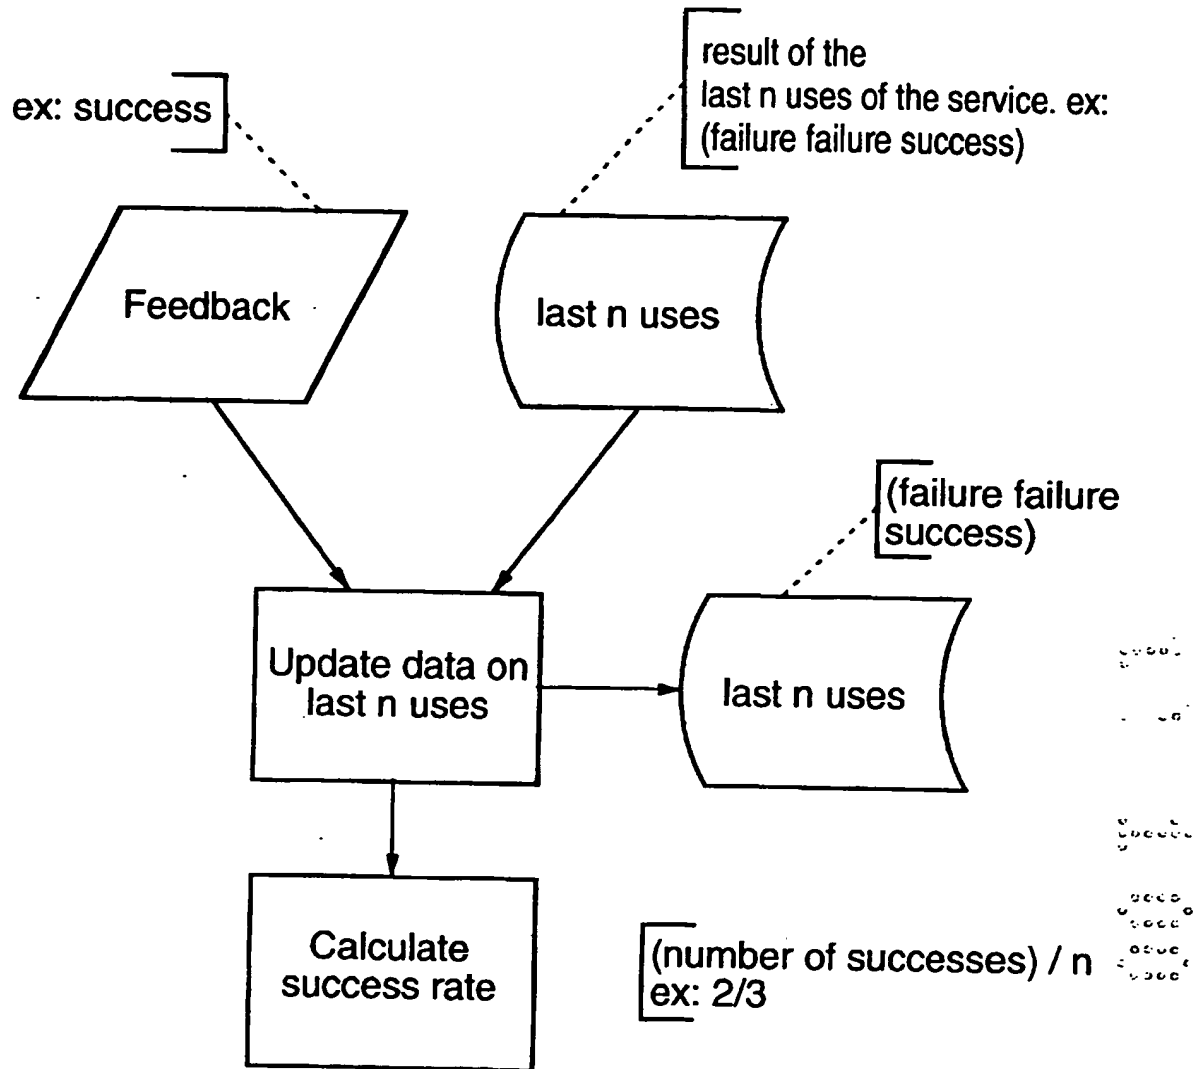 ex: success
result of the
last n uses of the service. ex:
(failure failure success)
Feedback
last n uses
(failure failure
success)
Update data on
last n uses
last n uses
Calculate
success rate
(number of successes) / n
ex: 2/3